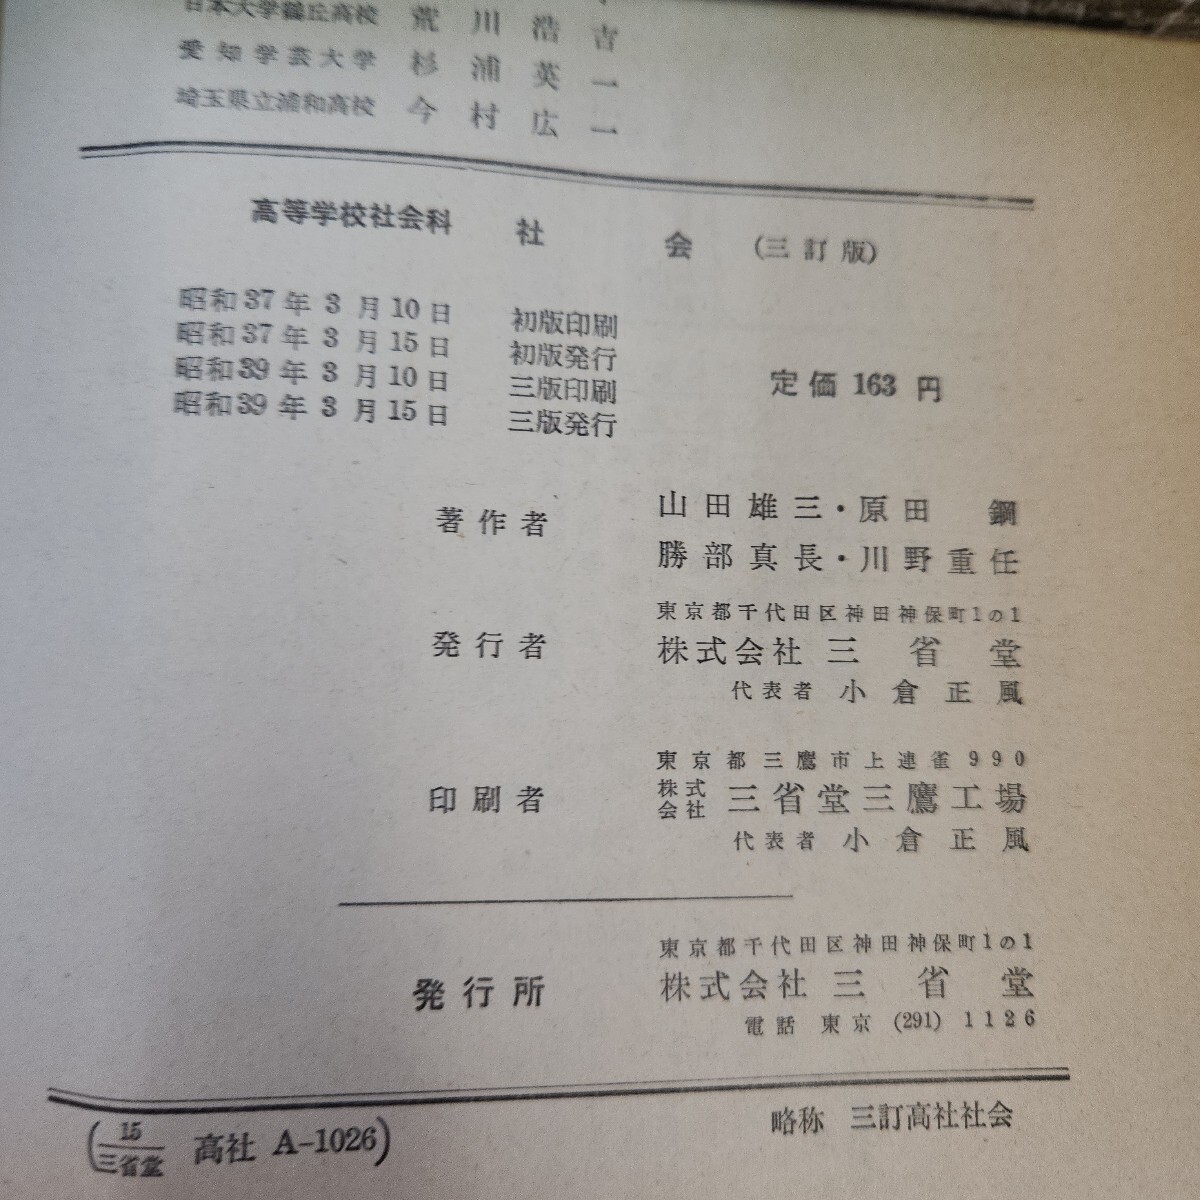 日本大学鶴丘高校 荒川浩吉
愛知学芸大学 杉浦英一
埼玉県立浦和高校 今村広一
高等学校社会科 社会 (三訂版)
昭和37年3月10日 初版印刷
昭和37年3月15日 初版発行
昭和39年3月10日 三版印刷
昭和39年3月15日 三版発行
定価 163 円
著作者 山田雄三・原田 鋼
勝部真長・川野重任
東京都千代田区神田神保町1の1
発行者 株式会社 三省堂
代表者 小倉正風
東京都三鷹市上連雀990
印刷者 株式会社 三省堂三鷹工場
代表者 小倉正風
東京都千代田区神田神保町1の1
発行所 株式会社 三省堂
電話 東京 (291) 1126
(15/三省堂 高社 A-1026)
略称 三訂高社社会